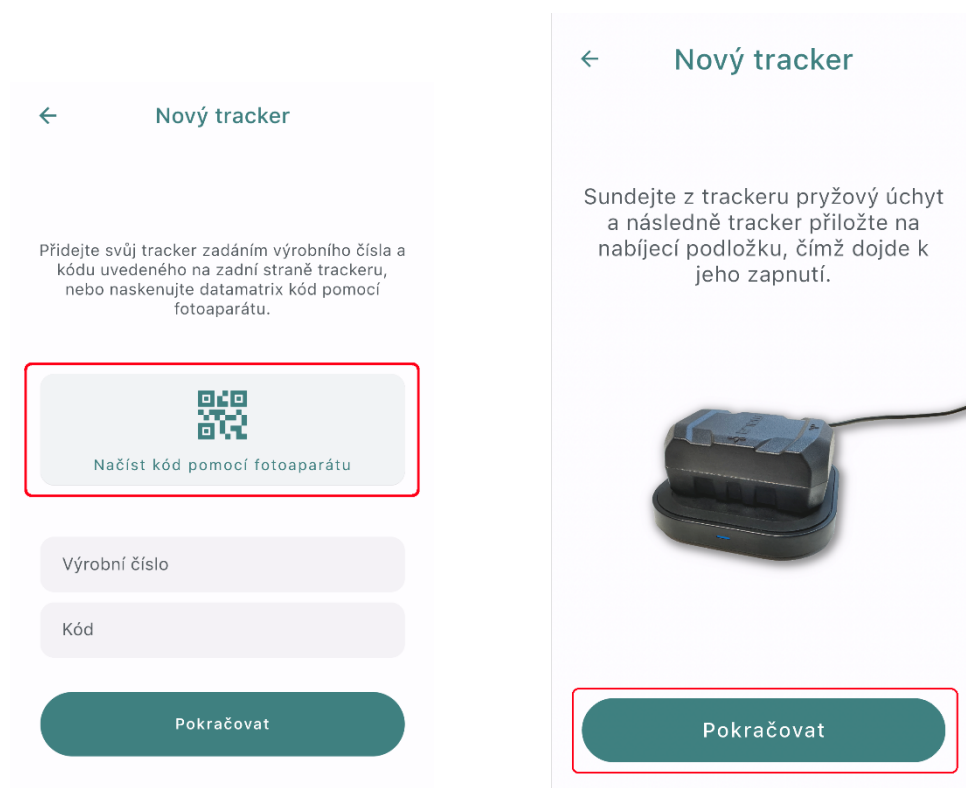 Nový tracker
Přidejte svůj tracker zadáním výrobního čísla a
kódu uvedeného na zadní straně trackeru,
nebo naskenujte datamatrix kód pomocí
fotoaparátu.
Načíst kód pomocí fotoaparátu
Výrobní číslo
Kód
Pokračovat
Nový tracker
Sundejte z trackeru pryžový úchyt
a následně tracker přiložte na
nabíjecí podložku, čímž dojde k
jeho zapnutí.
Pokračovat